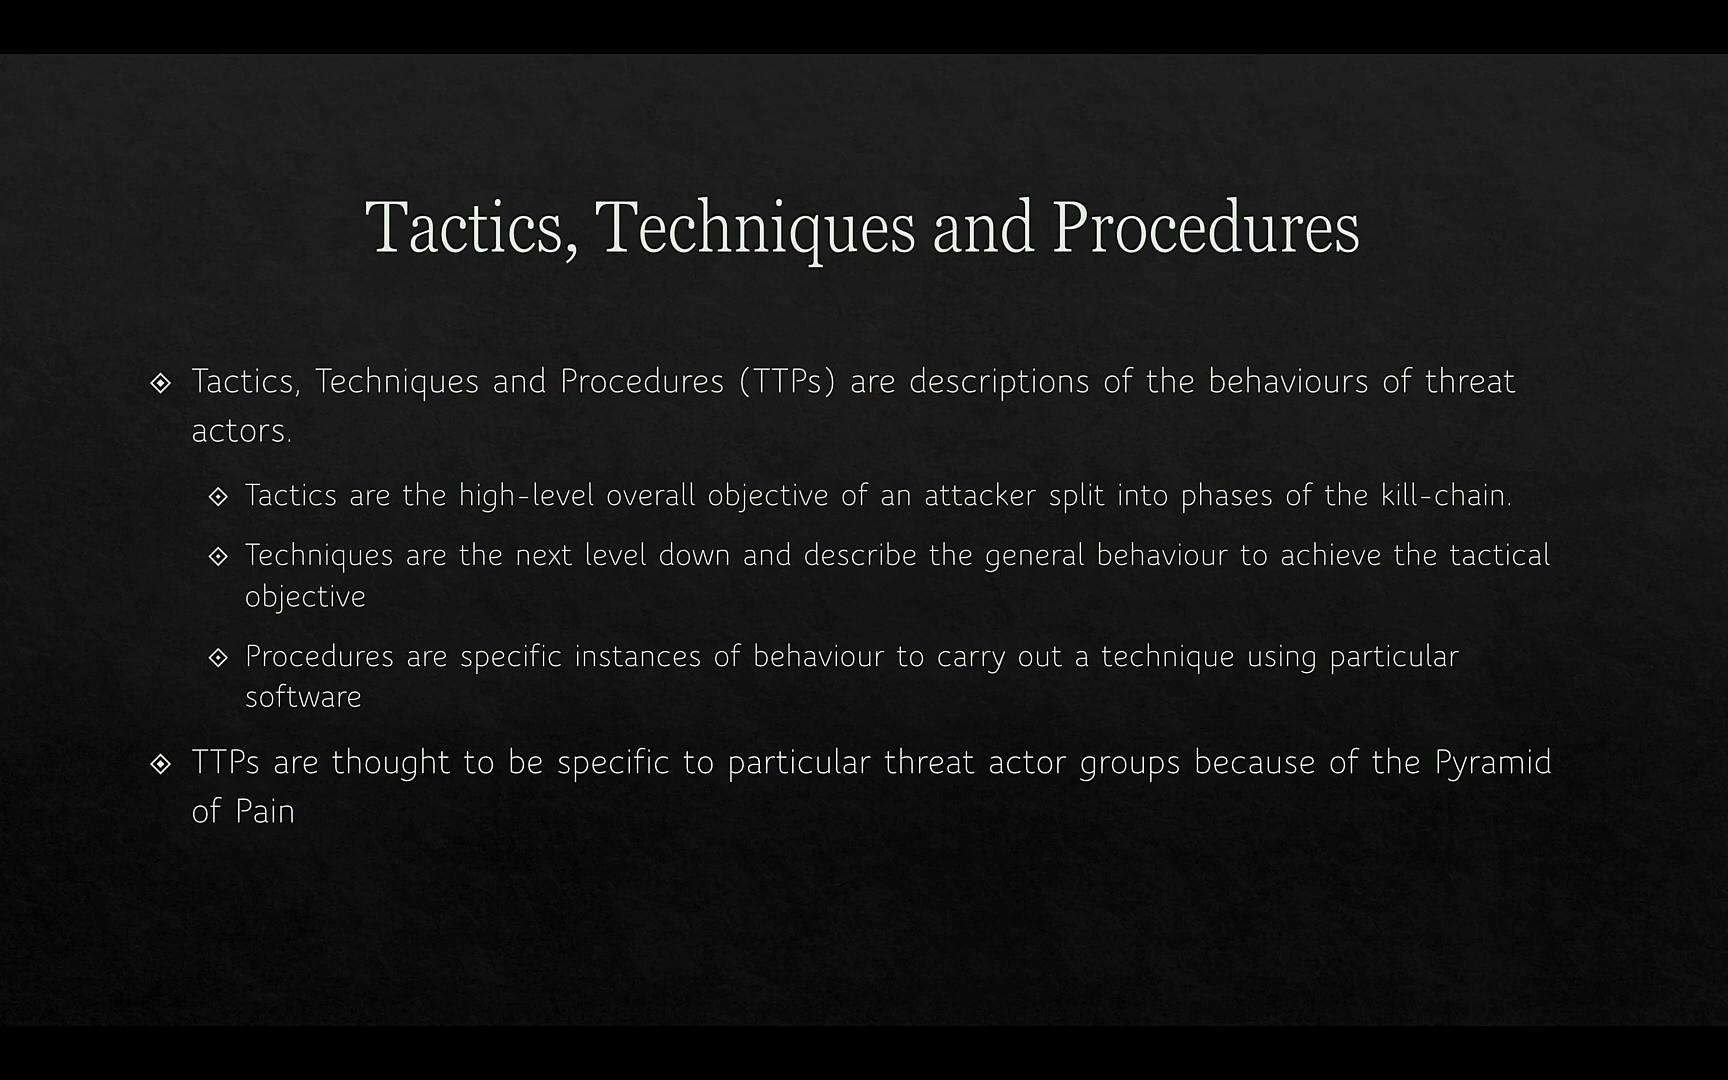 Tactics, Techniques and Procedures
Tactics, Techniques and Procedures (TTPs) are descriptions of the behaviours of threat
actors.
Tactics are the high-level overall objective of an attacker split into phases of the kill-chain.
Techniques are the next level down and describe the general behaviour to achieve the tactical
objective
Procedures are specific instances of behaviour to carry out a technique using particular
software
TTPs are thought to be specific to particular threat actor groups because of the Pyramid
of Pain